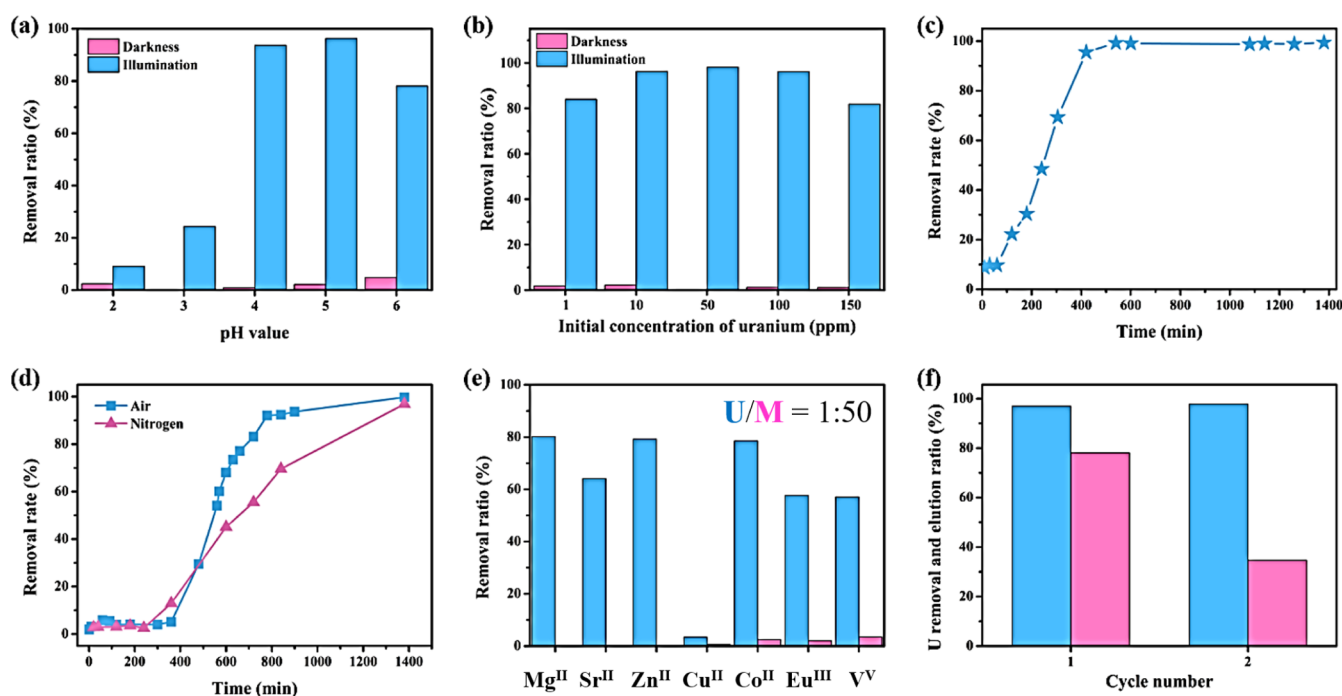 (a)
Darkness
Illumination
Removal ratio (%)
100
80
60
40
20
0
2 3 4 5 6
pH value
(b)
Darkness
Illumination
Removal ratio (%)
100
80
60
40
20
0
1 10 50 100 150
Initial concentration of uranium (ppm)
(c)
Removal rate (%)
100
80
60
40
20
0
0 200 400 600 800 1000 1200 1400
Time (min)
(d)
Air
Nitrogen
Removal rate (%)
100
80
60
40
20
0
0 200 400 600 800 1000 1200 1400
Time (min)
(e)
U/M = 1:50
Removal ratio (%)
100
80
60
40
20
0
Mg^II Sr^II Zn^II Cu^II Co^II Eu^III V^V
(f)
U removal and elution ratio (%)
100
80
60
40
20
0
1 2
Cycle number